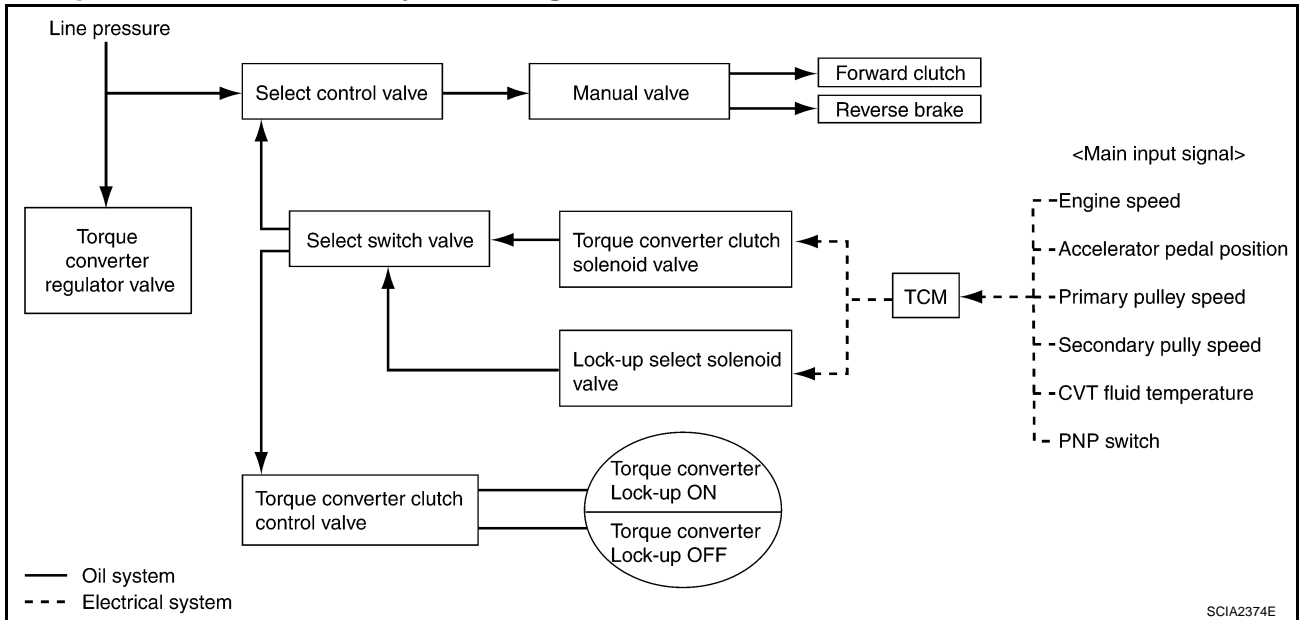 Line pressure
Select control valve
Manual valve
Forward clutch
Reverse brake
<Main input signal>
Engine speed
Accelerator pedal position
Primary pulley speed
Secondary pully speed
CVT fluid temperature
PNP switch
TCM
Torque
converter
regulator valve
Select switch valve
Torque converter clutch
solenoid valve
Lock-up select solenoid
valve
Torque converter clutch
control valve
Torque converter
Lock-up ON
Torque converter
Lock-up OFF
Oil system
Electrical system
SCIA2374E